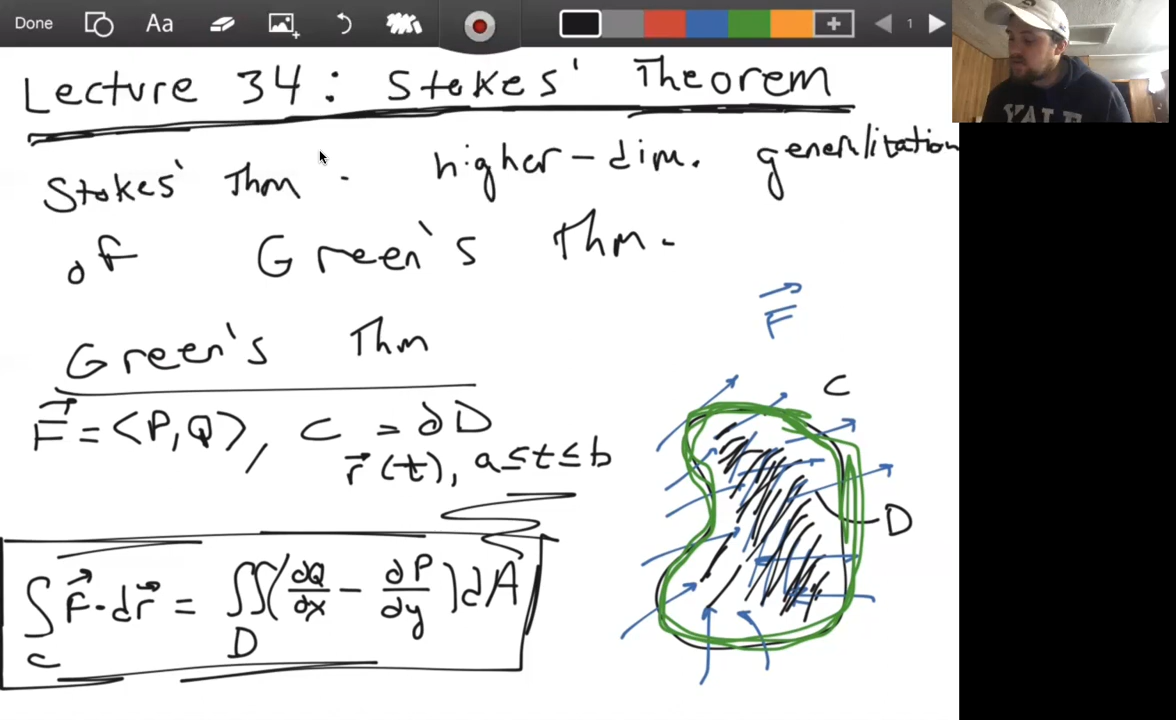 Done Aa 1
Lecture 34: Stokes' Theorem
YALE
Stokes' Thm. higher-dim. generalization
of Green's Thm.
F⃗
Green's Thm
C
F⃗ = <P,Q>, C = ∂D
r⃗(t), a≤t≤b
D
∫_C F⃗·dr⃗ = ∬_D (∂Q/∂x − ∂P/∂y) dA